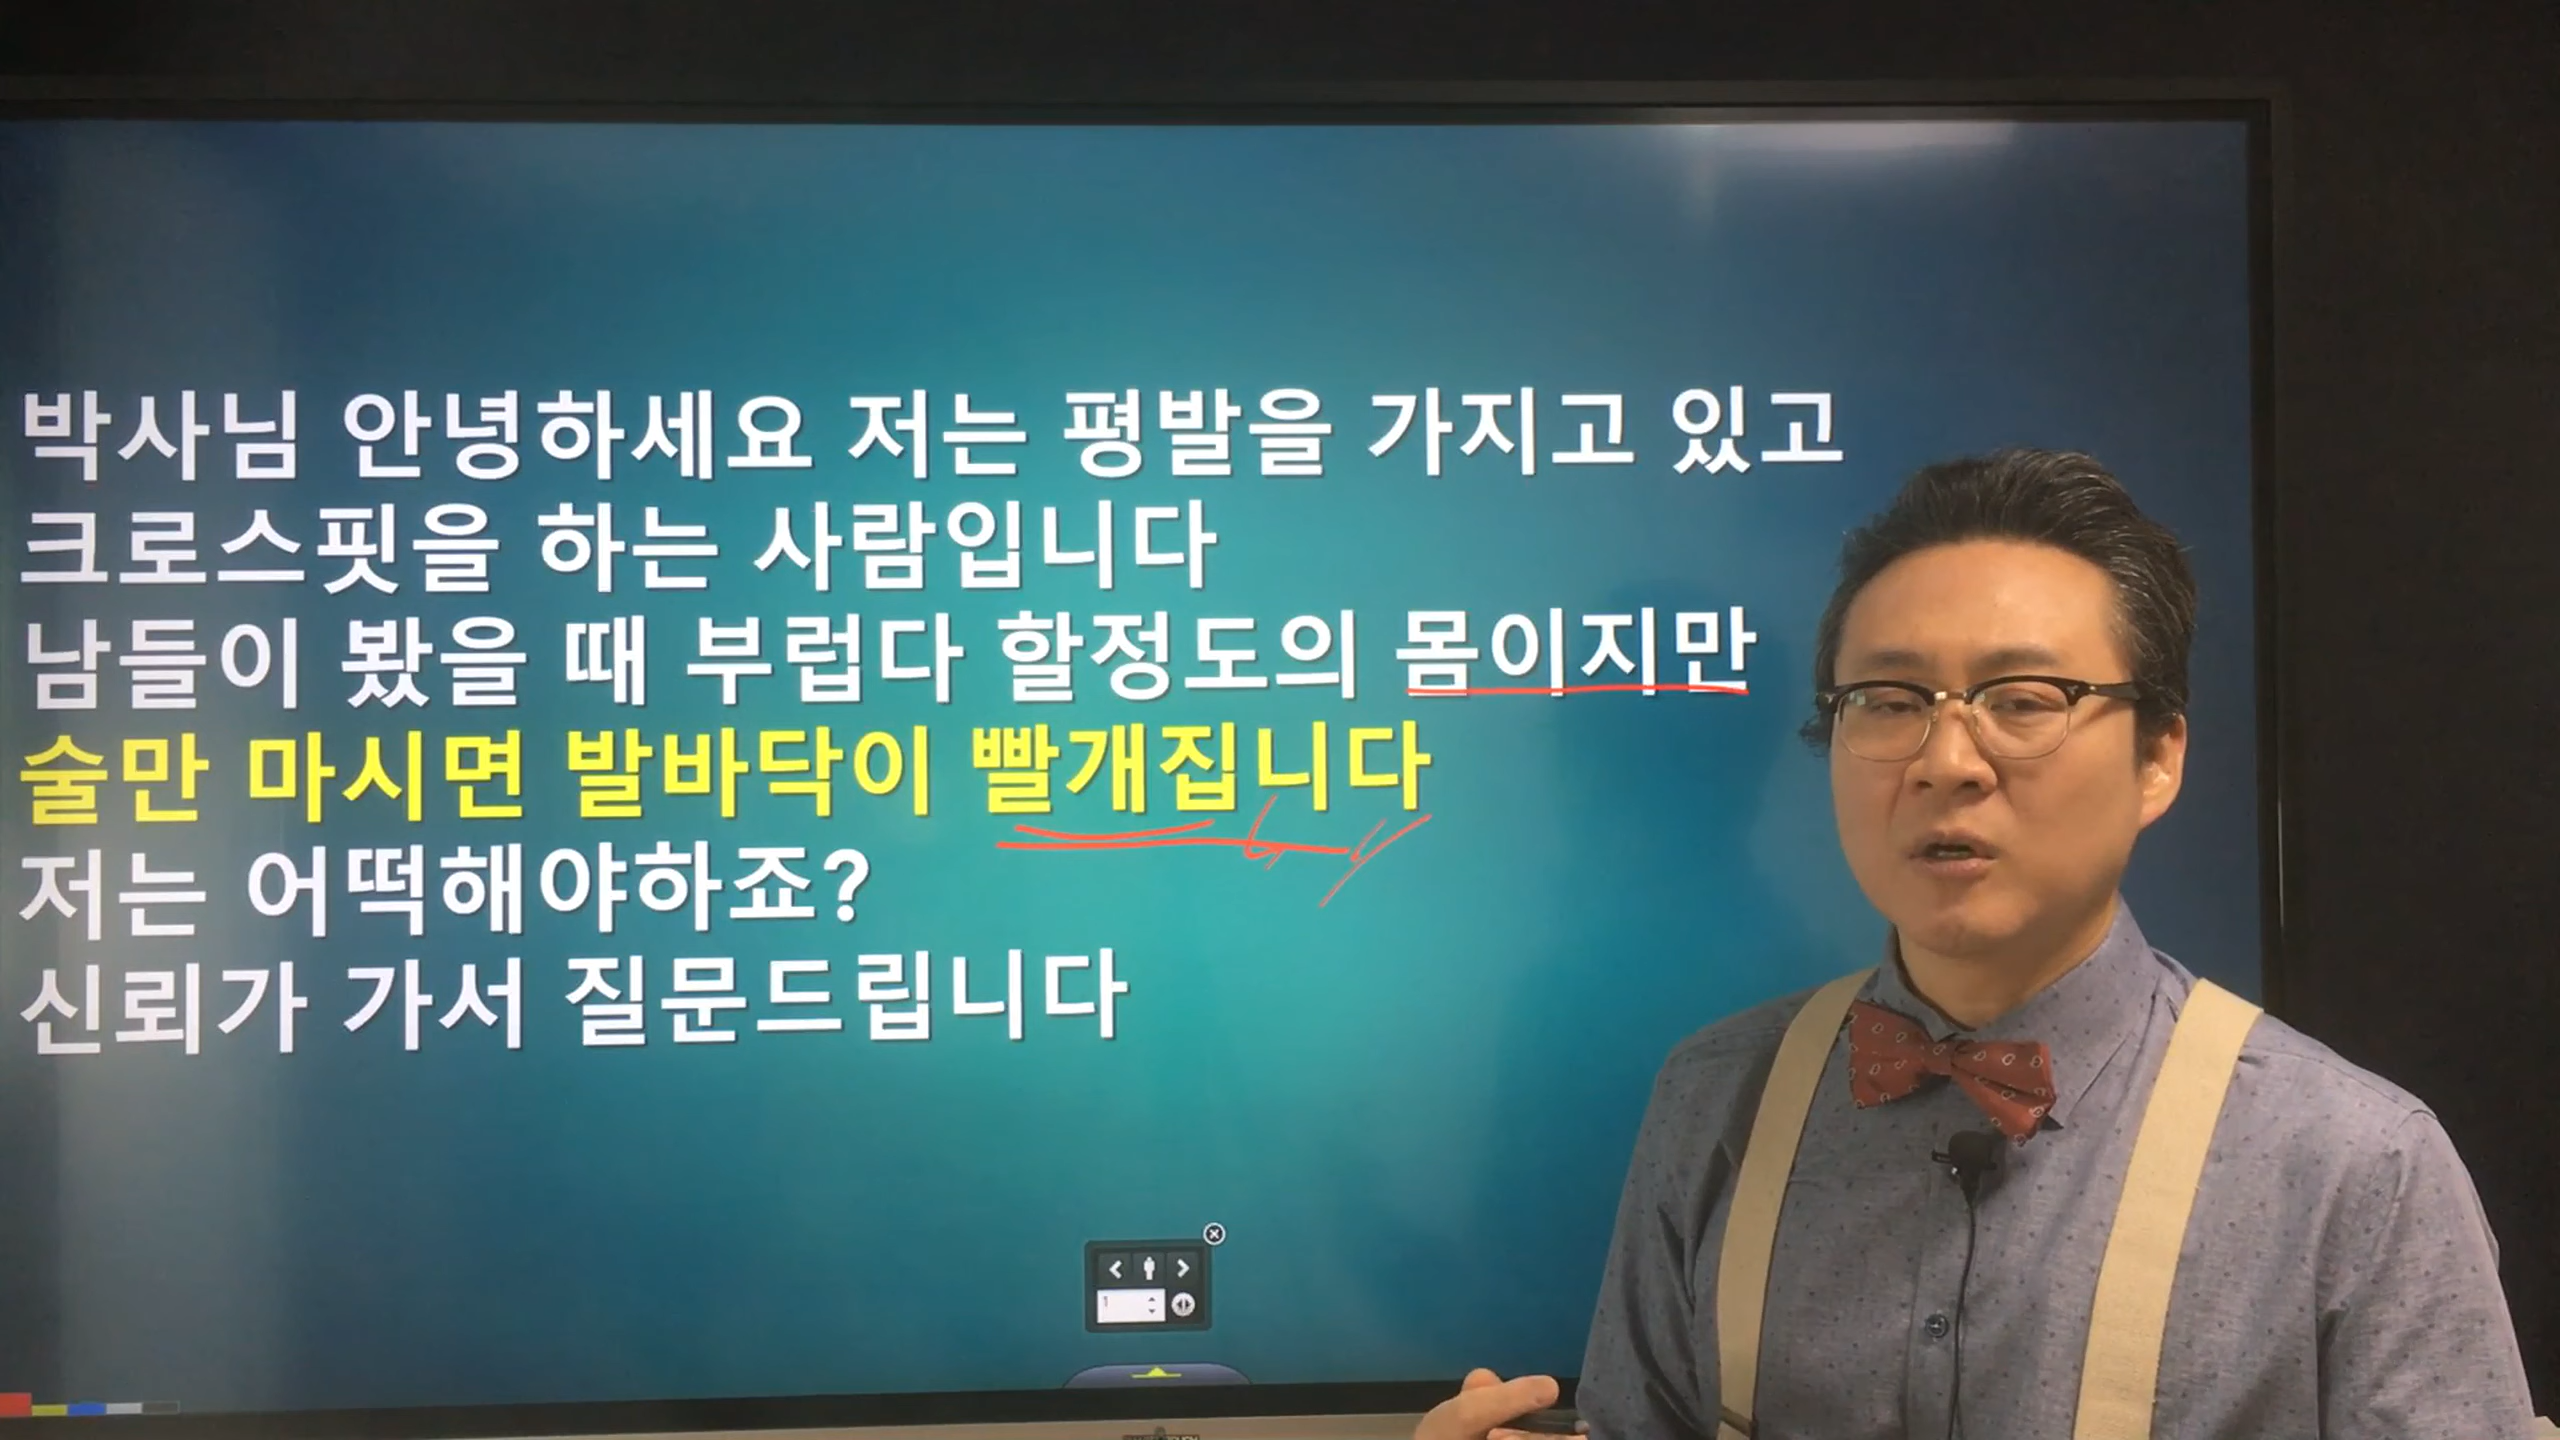 박사님 안녕하세요 저는 평발을 가지고 있고
크로스핏을 하는 사람입니다
남들이 봤을 때 부럽다 할정도의 몸이지만
술만 마시면 발바닥이 빨개집니다
저는 어떡해야하죠?
신뢰가 가서 질문드립니다
1